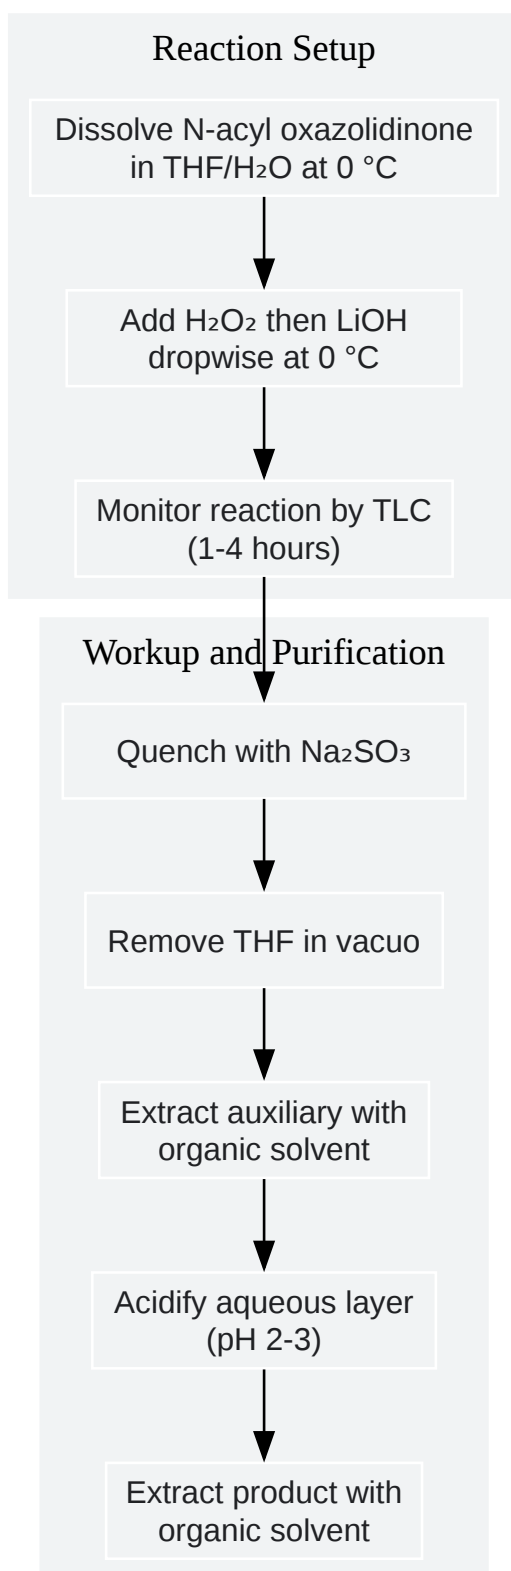 Reaction Setup
Dissolve N-acyl oxazolidinone
in THF/H₂O at 0 °C
Add H₂O₂ then LiOH
dropwise at 0 °C
Monitor reaction by TLC
(1-4 hours)
Workup and Purification
Quench with Na₂SO₃
Remove THF in vacuo
Extract auxiliary with
organic solvent
Acidify aqueous layer
(pH 2-3)
Extract product with
organic solvent